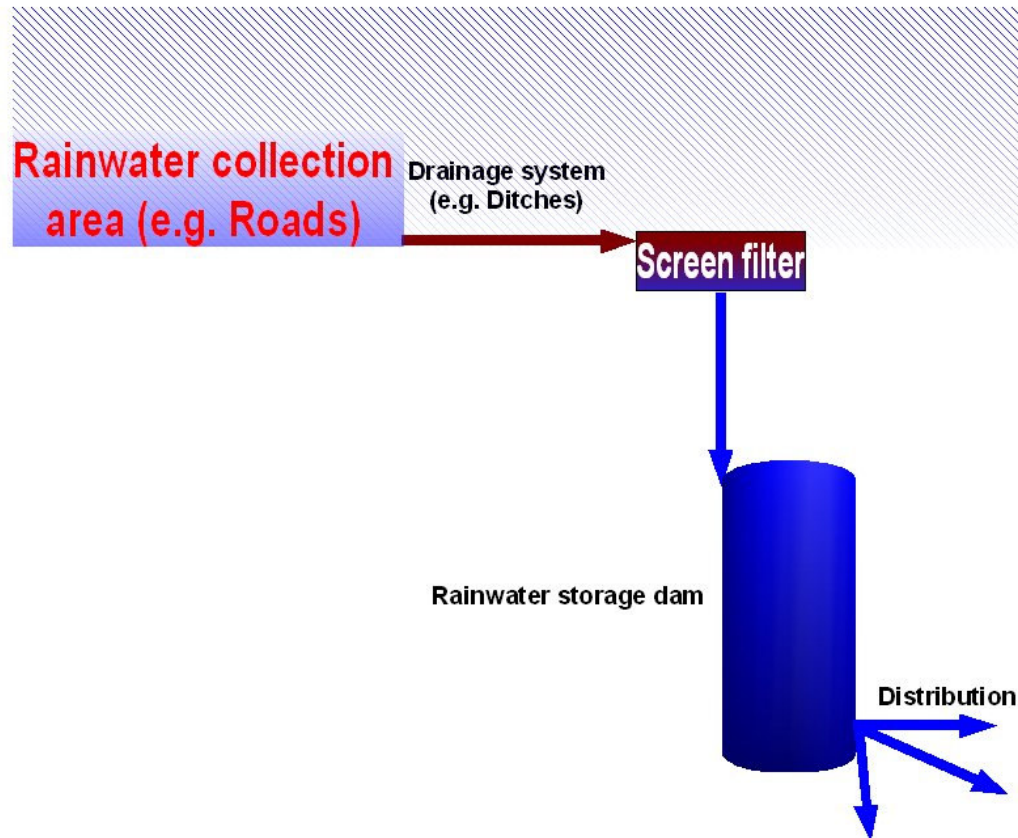 Rainwater collection
area (e.g. Roads)
Drainage system
(e.g. Ditches)
Screen filter
Rainwater storage dam
Distribution